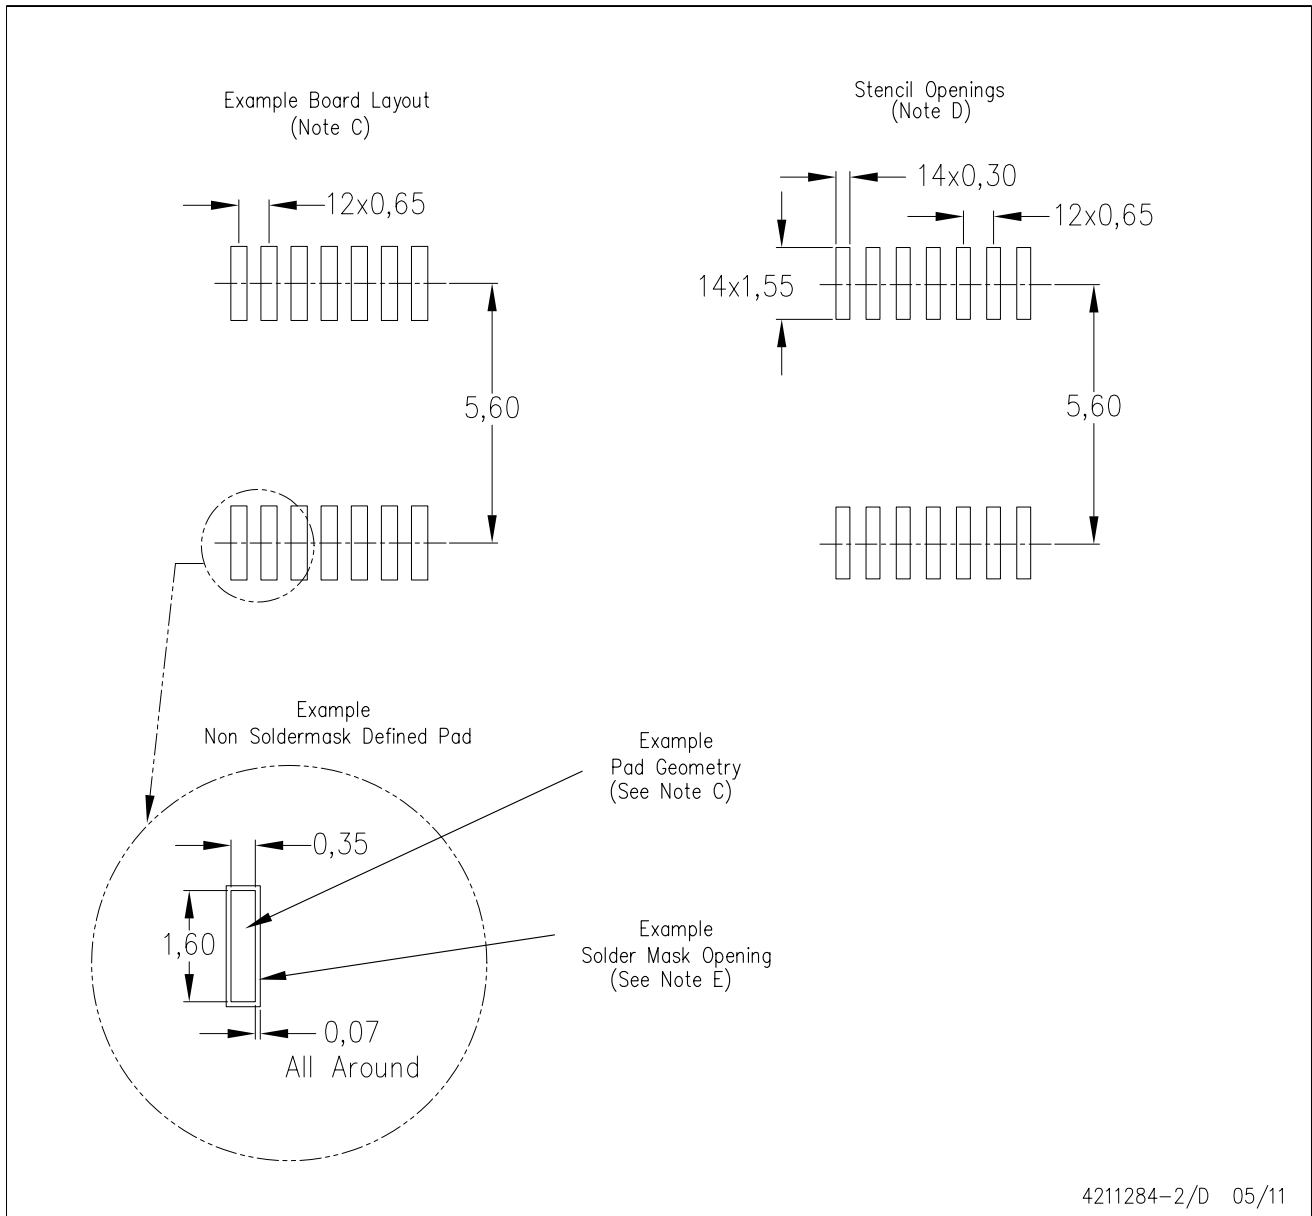 Example Board Layout
(Note C)
12x0,65
5,60
Stencil Openings
(Note D)
14x0,30
12x0,65
14x1,55
5,60
Example
Non Soldermask Defined Pad
Example
Pad Geometry
(See Note C)
0,35
1,60
Example
Solder Mask Opening
(See Note E)
0,07
All Around
4211284-2/D 05/11